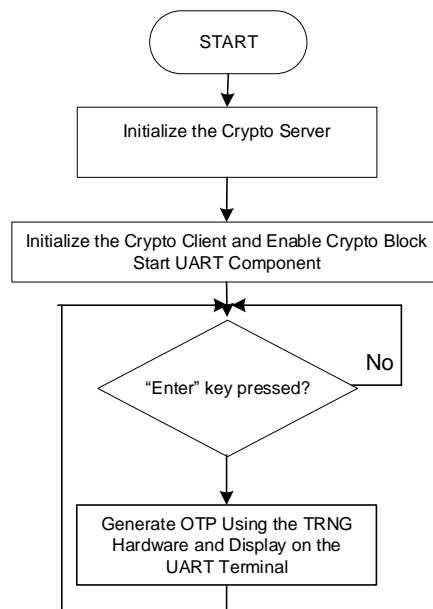 START
Initialize the Crypto Server
Initialize the Crypto Client and Enable Crypto Block
Start UART Component
No
“Enter” key pressed?
Generate OTP Using the TRNG
Hardware and Display on the
UART Terminal